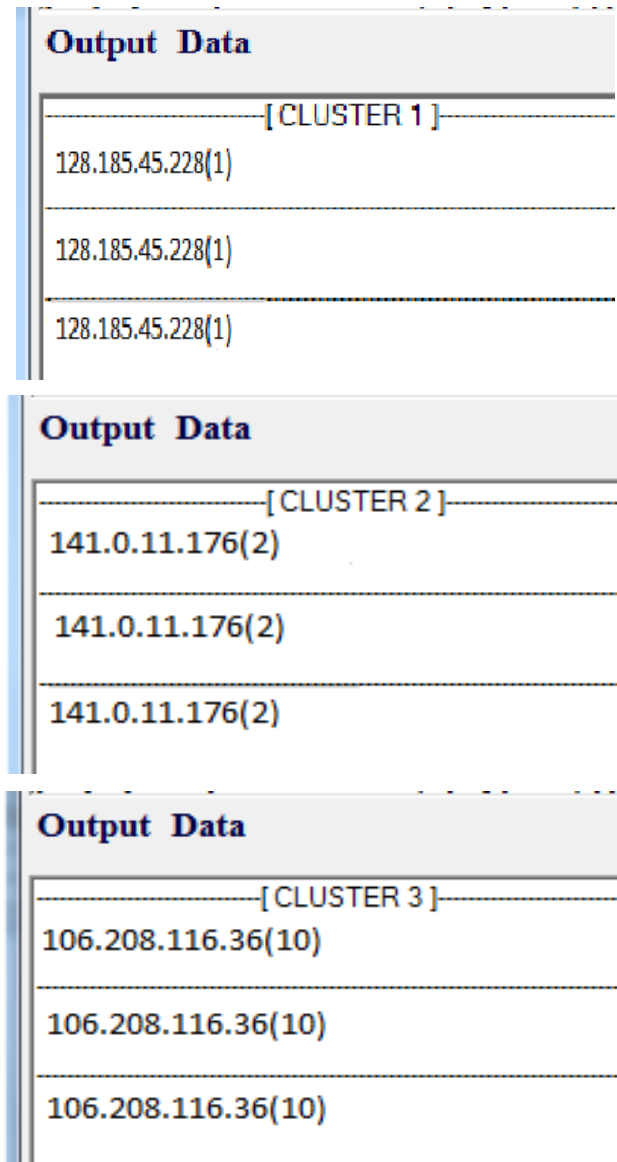 Output Data
[ CLUSTER 1 ]
128.185.45.228(1)
128.185.45.228(1)
128.185.45.228(1)
Output Data
[ CLUSTER 2 ]
141.0.11.176(2)
141.0.11.176(2)
141.0.11.176(2)
Output Data
[ CLUSTER 3 ]
106.208.116.36(10)
106.208.116.36(10)
106.208.116.36(10)